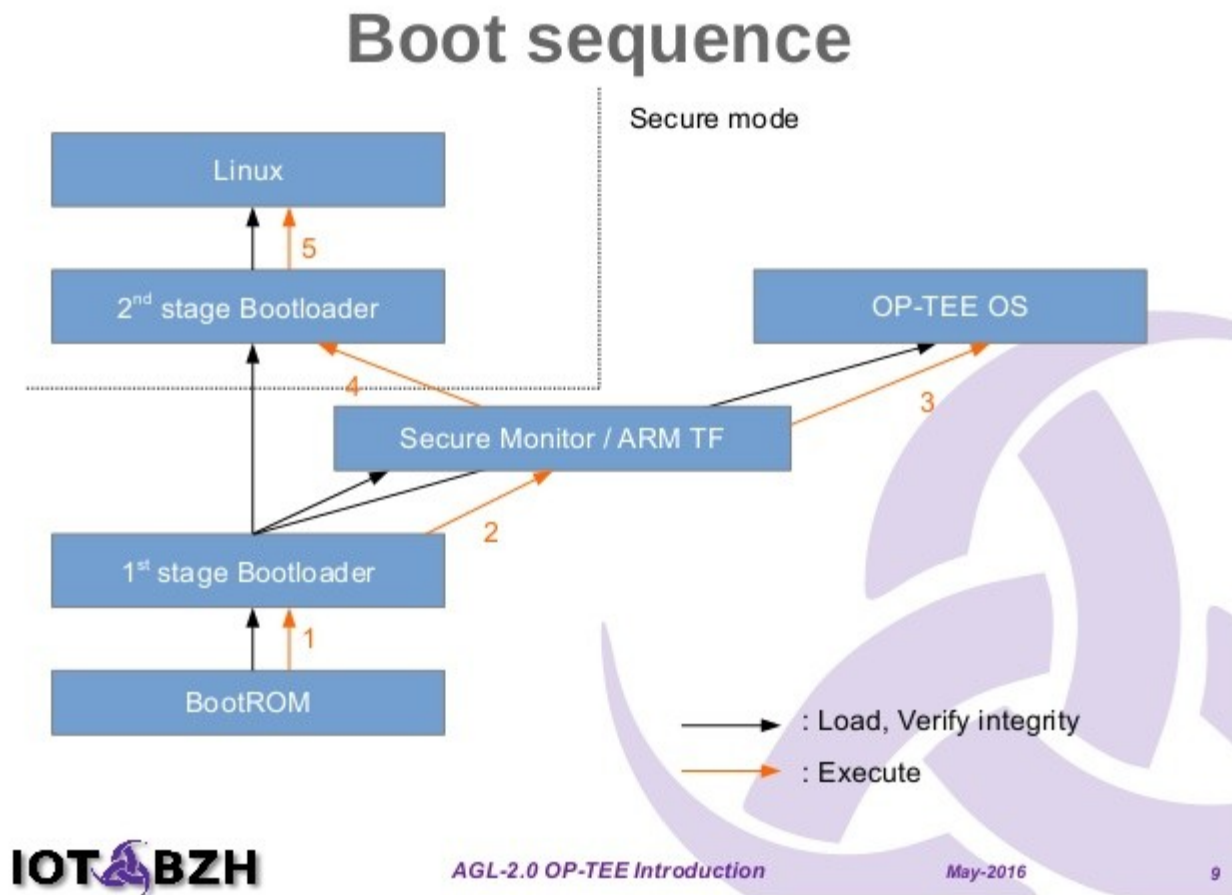 Boot sequence
Secure mode
Linux
5
2nd stage Bootloader
OP-TEE OS
4
3
Secure Monitor / ARM TF
2
1st stage Bootloader
1
BootROM
: Load, Verify integrity
: Execute
IOT BZH
AGL-2.0 OP-TEE Introduction
May-2016
9